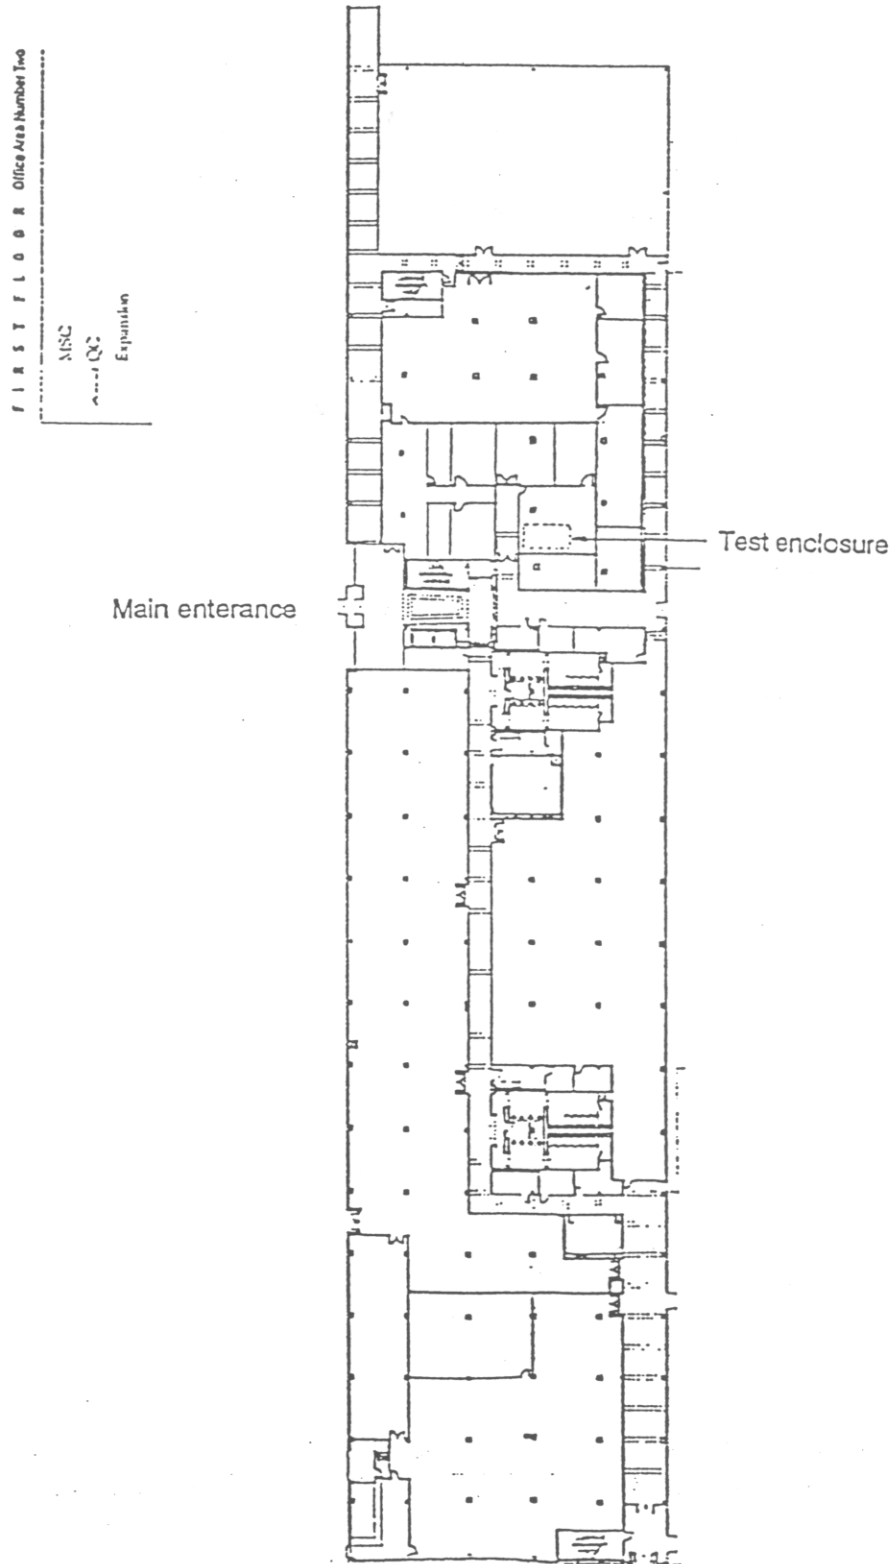 FIRST FLOOR Office Area Number Two
MSC
QC
Expansion
Test enclosure
Main enterance